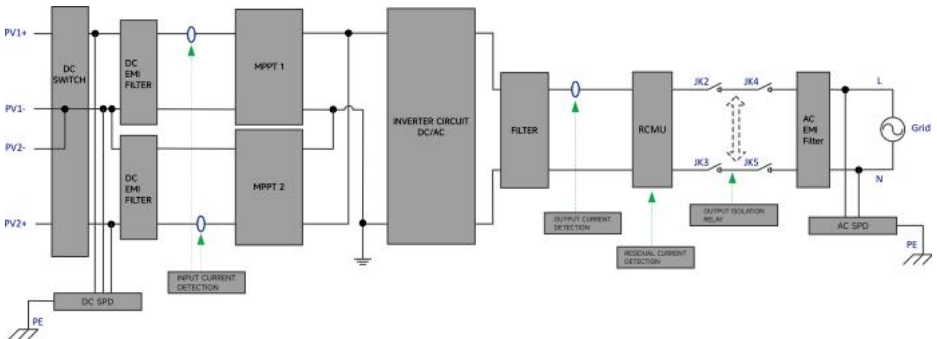 PV1+
PV1-
PV2-
PV2+
DC
SWITCH
DC
EMI
FILTER
DC
EMI
FILTER
MPPT 1
MPPT 2
INVERTER CIRCUIT
DC/AC
FILTER
RCMU
JK2
JK4
JK3
JK5
AC
EMI
Filter
L
Grid
N
INPUT CURRENT
DETECTION
OUTPUT CURRENT
DETECTION
RESIDUAL CURRENT
DETECTION
OUTPUT ISOLATION
RELAY
AC SPD
PE
DC SPD
PE